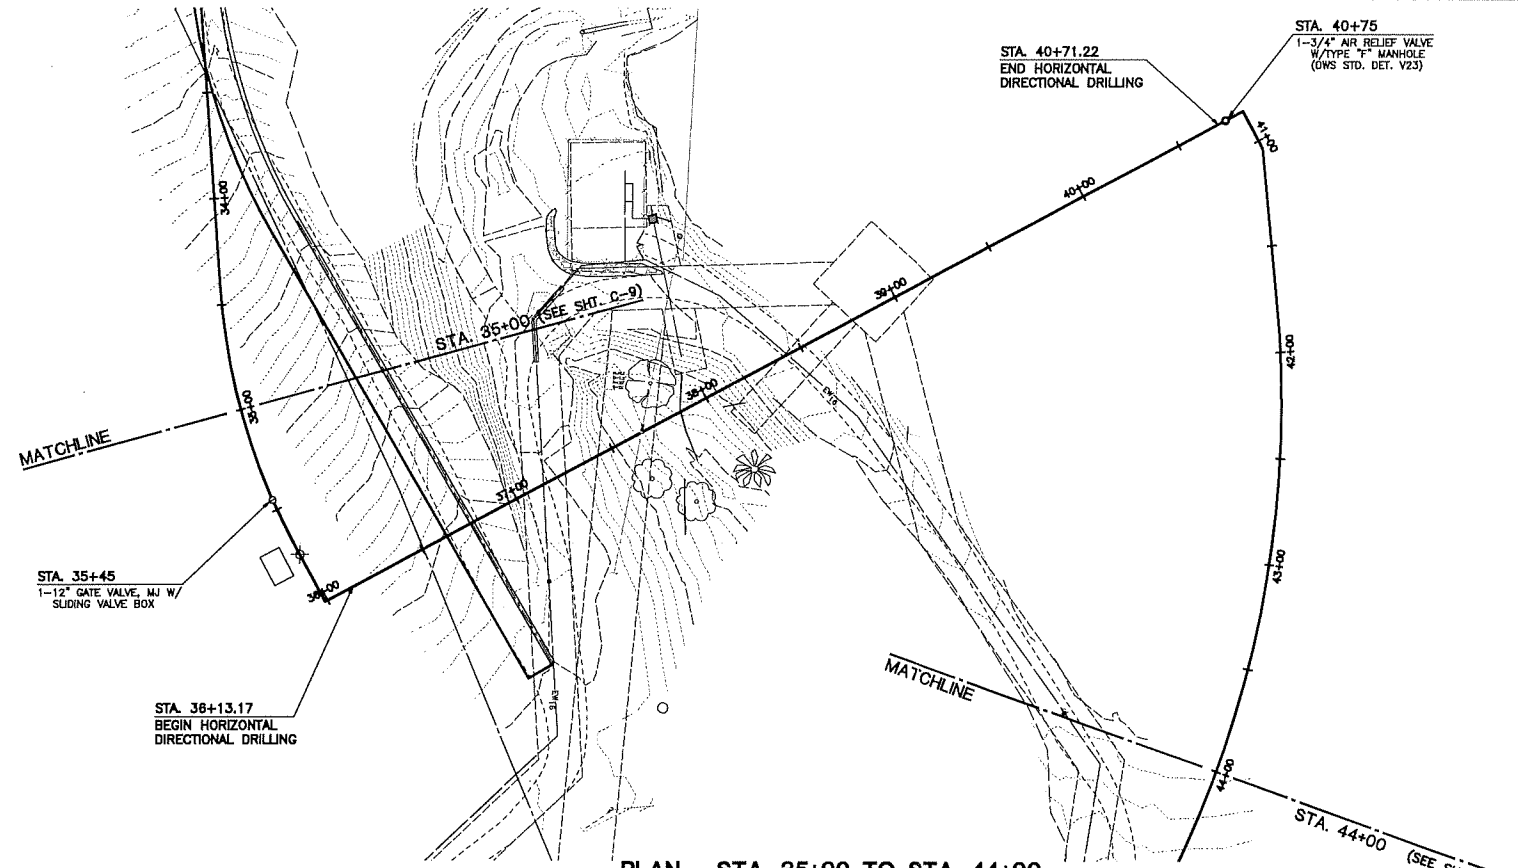 STA. 40+75
1-3/4" AIR RELIEF VALVE
W/TYPE "F" MANHOLE
(DWS STD. DET. V23)
STA. 40+71.22
END HORIZONTAL
DIRECTIONAL DRILLING
41+00
40+00
34+00
39+00
STA. 35+00 (SEE SHT. C-9)
42+00
38+00
EW16
35+00
MATCHLINE
37+00
43+00
STA. 35+45
1-12" GATE VALVE, MJ W/
SLIDING VALVE BOX
36+00
MATCHLINE
STA. 36+13.17
BEGIN HORIZONTAL
DIRECTIONAL DRILLING
EW16
44+00
STA. 44+00
(SEE
PLAN - STA. 35+00 TO STA. 44+00